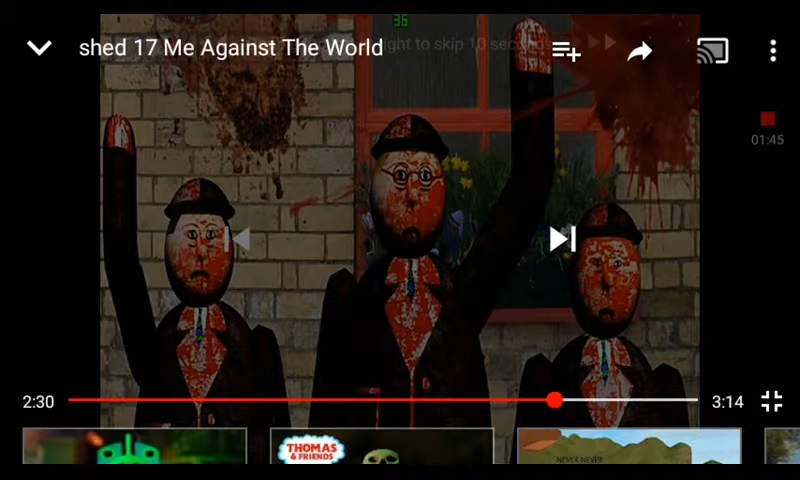 36
shed 17 Me Against The World
ght to skip 10 second
01:45
2:30
3:14
THOMAS
& FRIENDS
NEVER NEVER